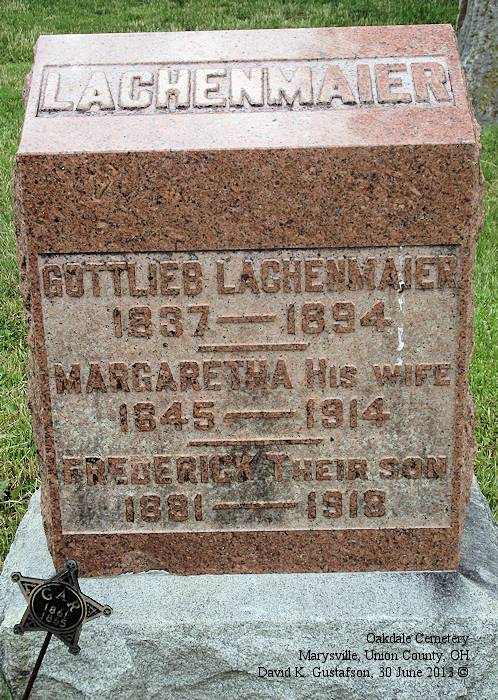 LACHENMAIER
GOTTLIEB LACHENMAIER
1837 — 1894
MARGARETHA HIS WIFE
1845 — 1914
FREDERICK THEIR SON
1881 — 1918
GAR
1861
1865
Oakdale Cemetery
Marysville, Union County, OH
David K. Gustafson, 30 June 2013 ©